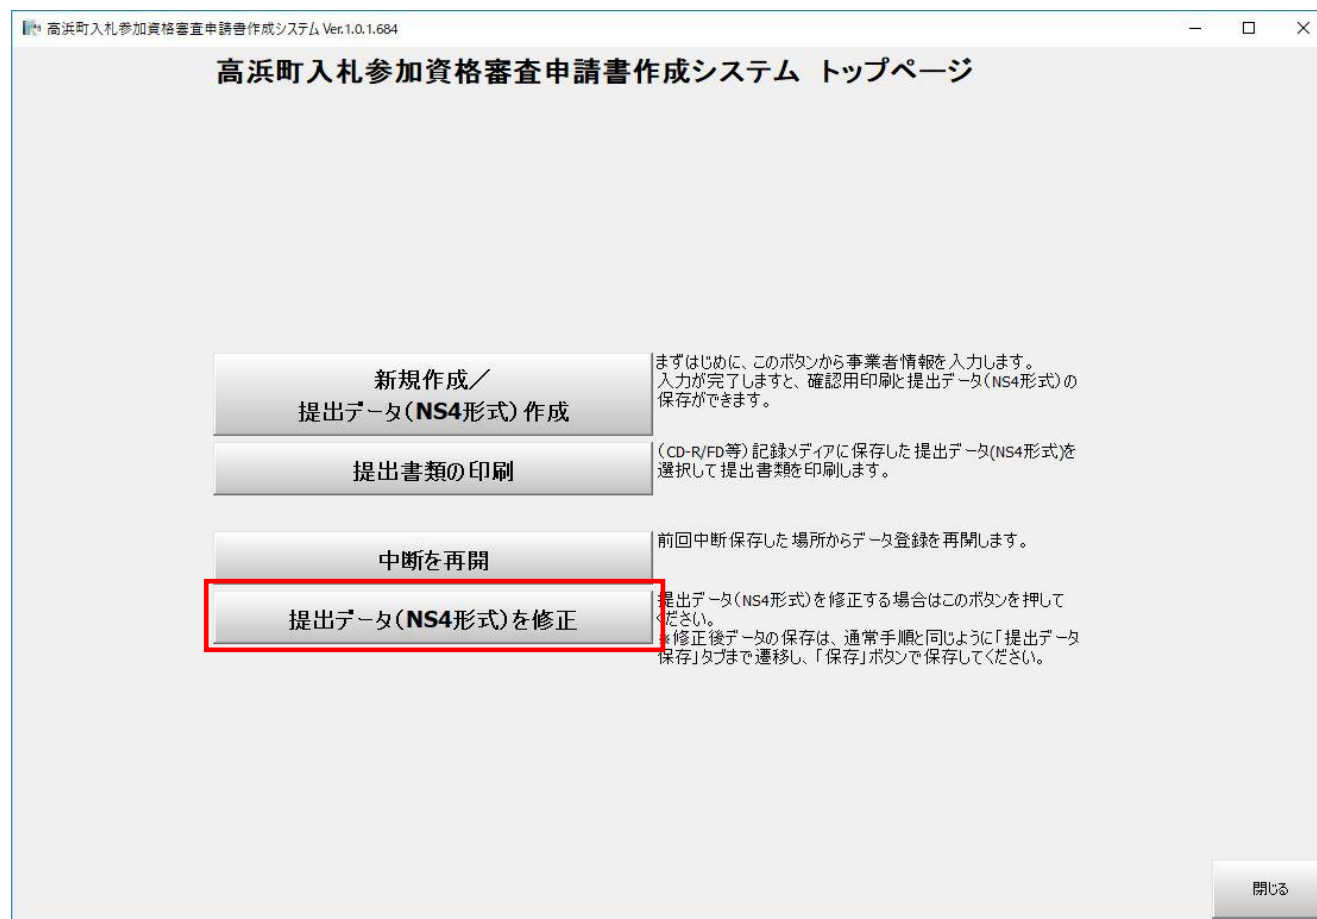 高浜町入札参加資格審査申請書作成システム Ver.1.0.1.684
高浜町入札参加資格審査申請書作成システム トップページ
新規作成／
提出データ(NS4形式)作成
まずはじめに、このボタンから事業者情報を入力します。
入力が完了しますと、確認用印刷と提出データ(NS4形式)の
保存ができます。
提出書類の印刷
(CD-R/FD等)記録メディアに保存した提出データ(NS4形式)を
選択して提出書類を印刷します。
中断を再開
前回中断保存した場所からデータ登録を再開します。
提出データ(NS4形式)を修正
提出データ(NS4形式)を修正する場合はこのボタンを押して
ください。
※修正後データの保存は、通常手順と同じように「提出データ
保存」タブまで遷移し、「保存」ボタンで保存してください。
閉じる